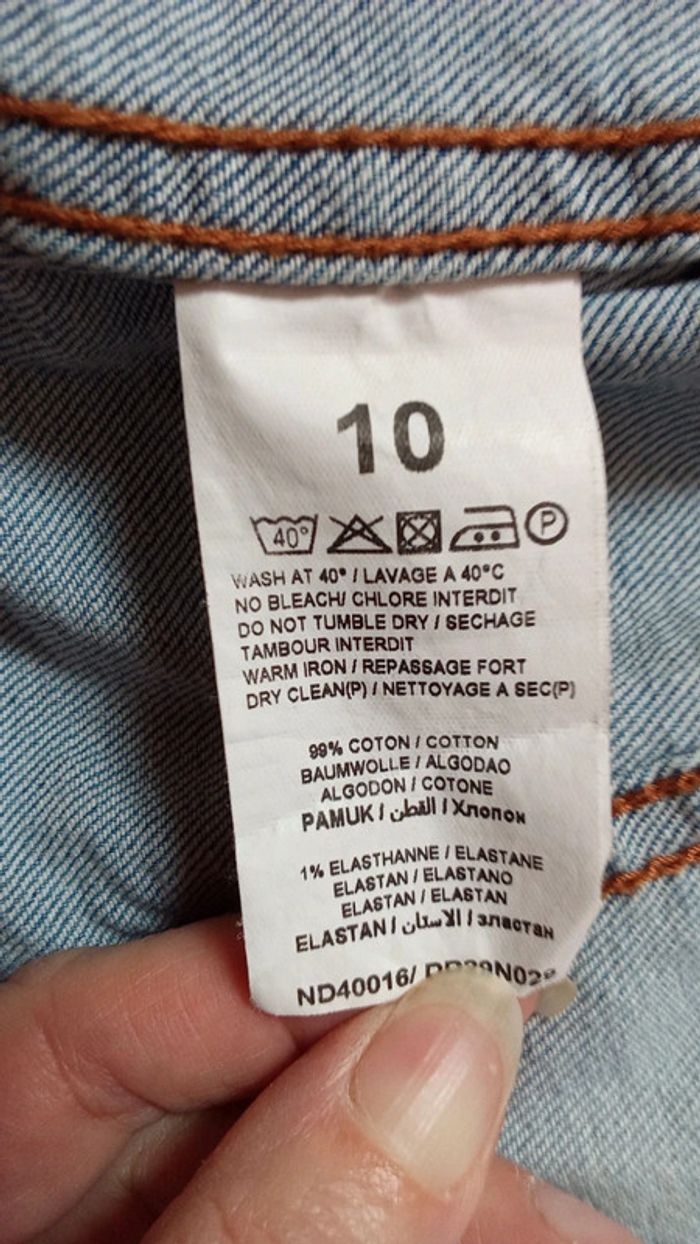 10
40°
P
WASH AT 40° / LAVAGE A 40°C
NO BLEACH/ CHLORE INTERDIT
DO NOT TUMBLE DRY / SECHAGE
TAMBOUR INTERDIT
WARM IRON / REPASSAGE FORT
DRY CLEAN(P) / NETTOYAGE A SEC(P)
99% COTON / COTTON
BAUMWOLLE / ALGODAO
ALGODON / COTONE
PAMUK / القطن / Хлопок
1% ELASTHANNE / ELASTANE
ELASTAN / ELASTANO
ELASTAN / ELASTAN
ELASTAN / الاستان / эластан
ND40016/